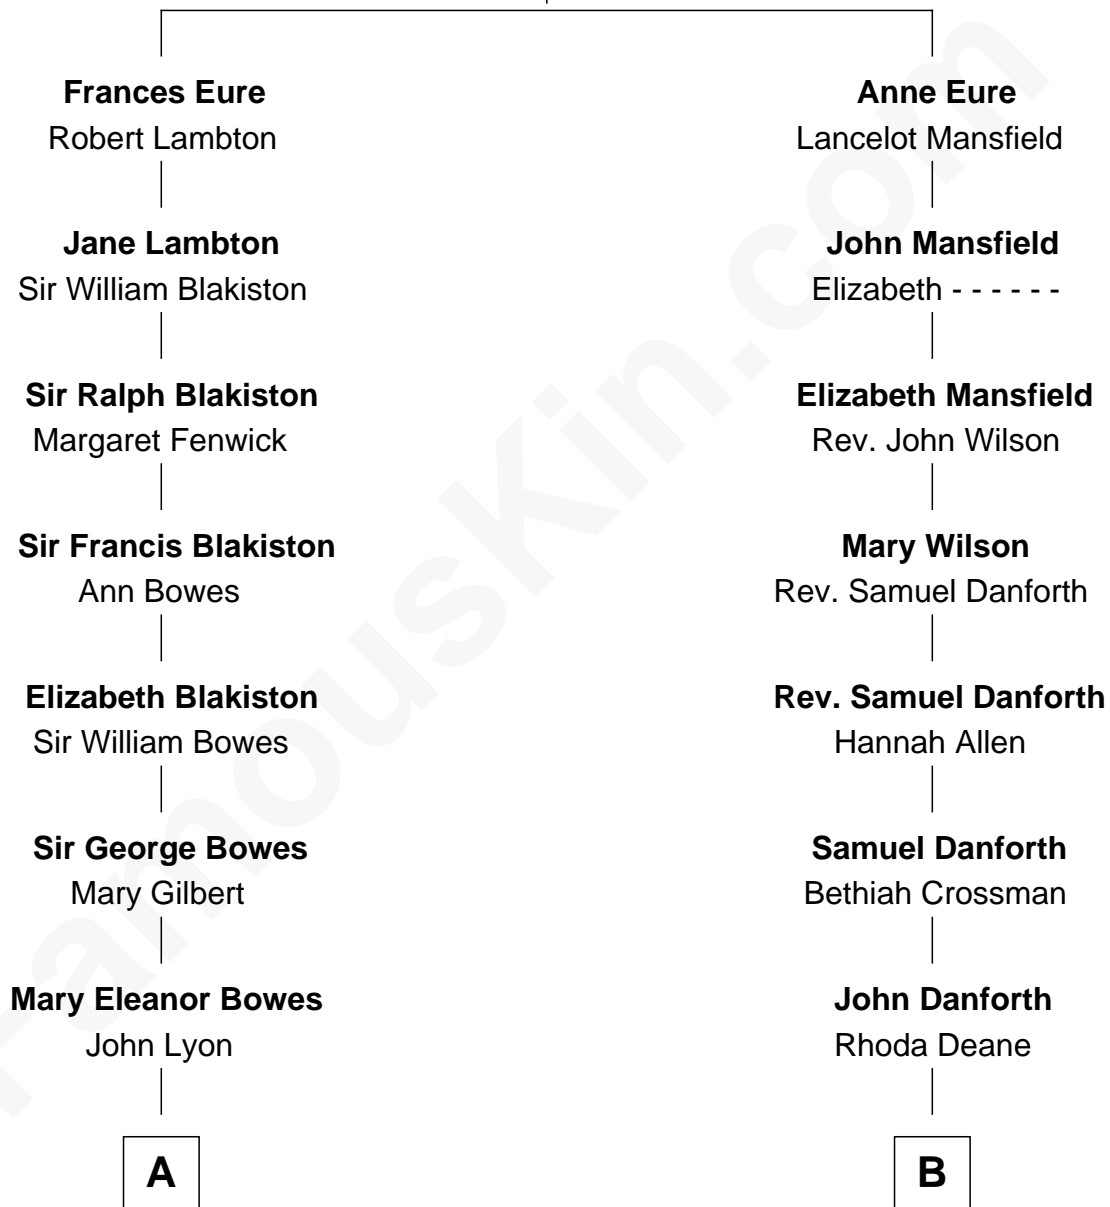 Frances Eure
Robert Lambton
Jane Lambton
Sir William Blakiston
Sir Ralph Blakiston
Margaret Fenwick
Sir Francis Blakiston
Ann Bowes
Elizabeth Blakiston
Sir William Bowes
Sir George Bowes
Mary Gilbert
Mary Eleanor Bowes
John Lyon
A
Anne Eure
Lancelot Mansfield
John Mansfield
Elizabeth - - - - - -
Elizabeth Mansfield
Rev. John Wilson
Mary Wilson
Rev. Samuel Danforth
Rev. Samuel Danforth
Hannah Allen
Samuel Danforth
Bethiah Crossman
John Danforth
Rhoda Deane
B
FamousKin.com